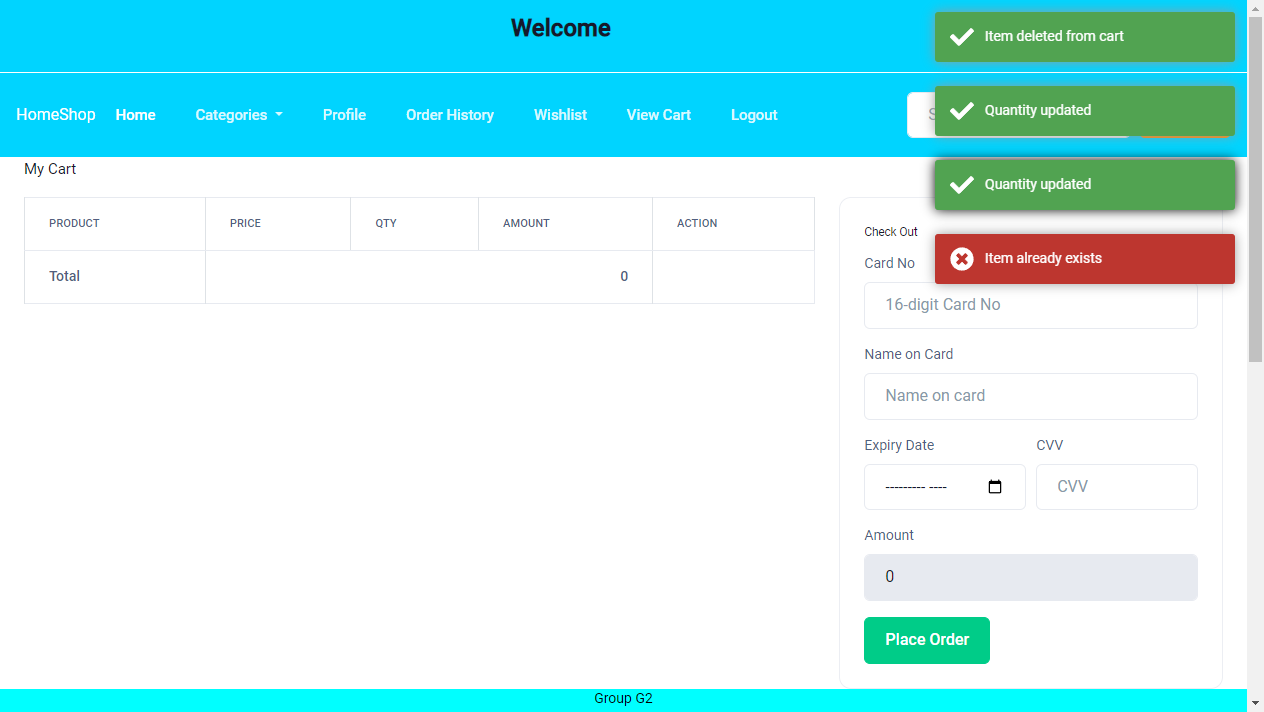 Welcome
Item deleted from cart
HomeShop Home Categories Profile Order History Wishlist View Cart Logout
Quantity updated
My Cart
Quantity updated
PRODUCT PRICE QTY AMOUNT ACTION
Total 0
Check Out
Item already exists
Card No
16-digit Card No
Name on Card
Name on card
Expiry Date CVV
--------- ---- CVV
Amount
0
Place Order
Group G2